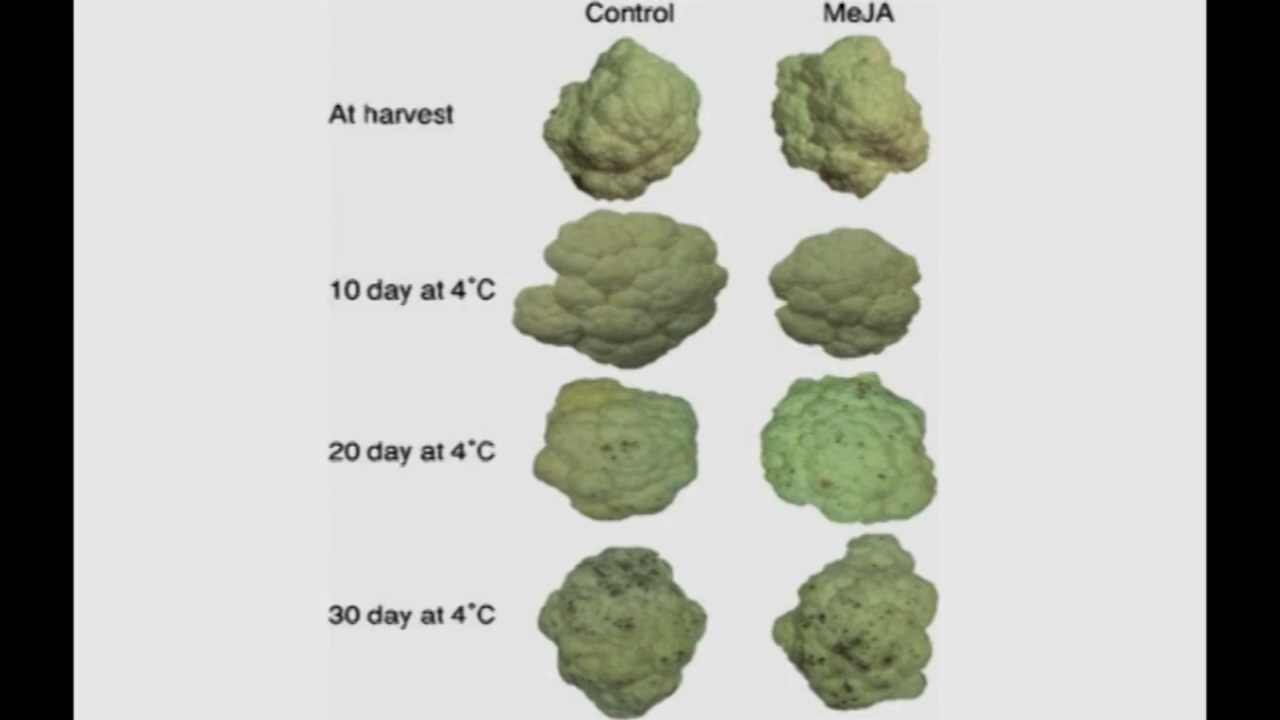 Control MeJA
At harvest
10 day at 4˚C
20 day at 4˚C
30 day at 4˚C